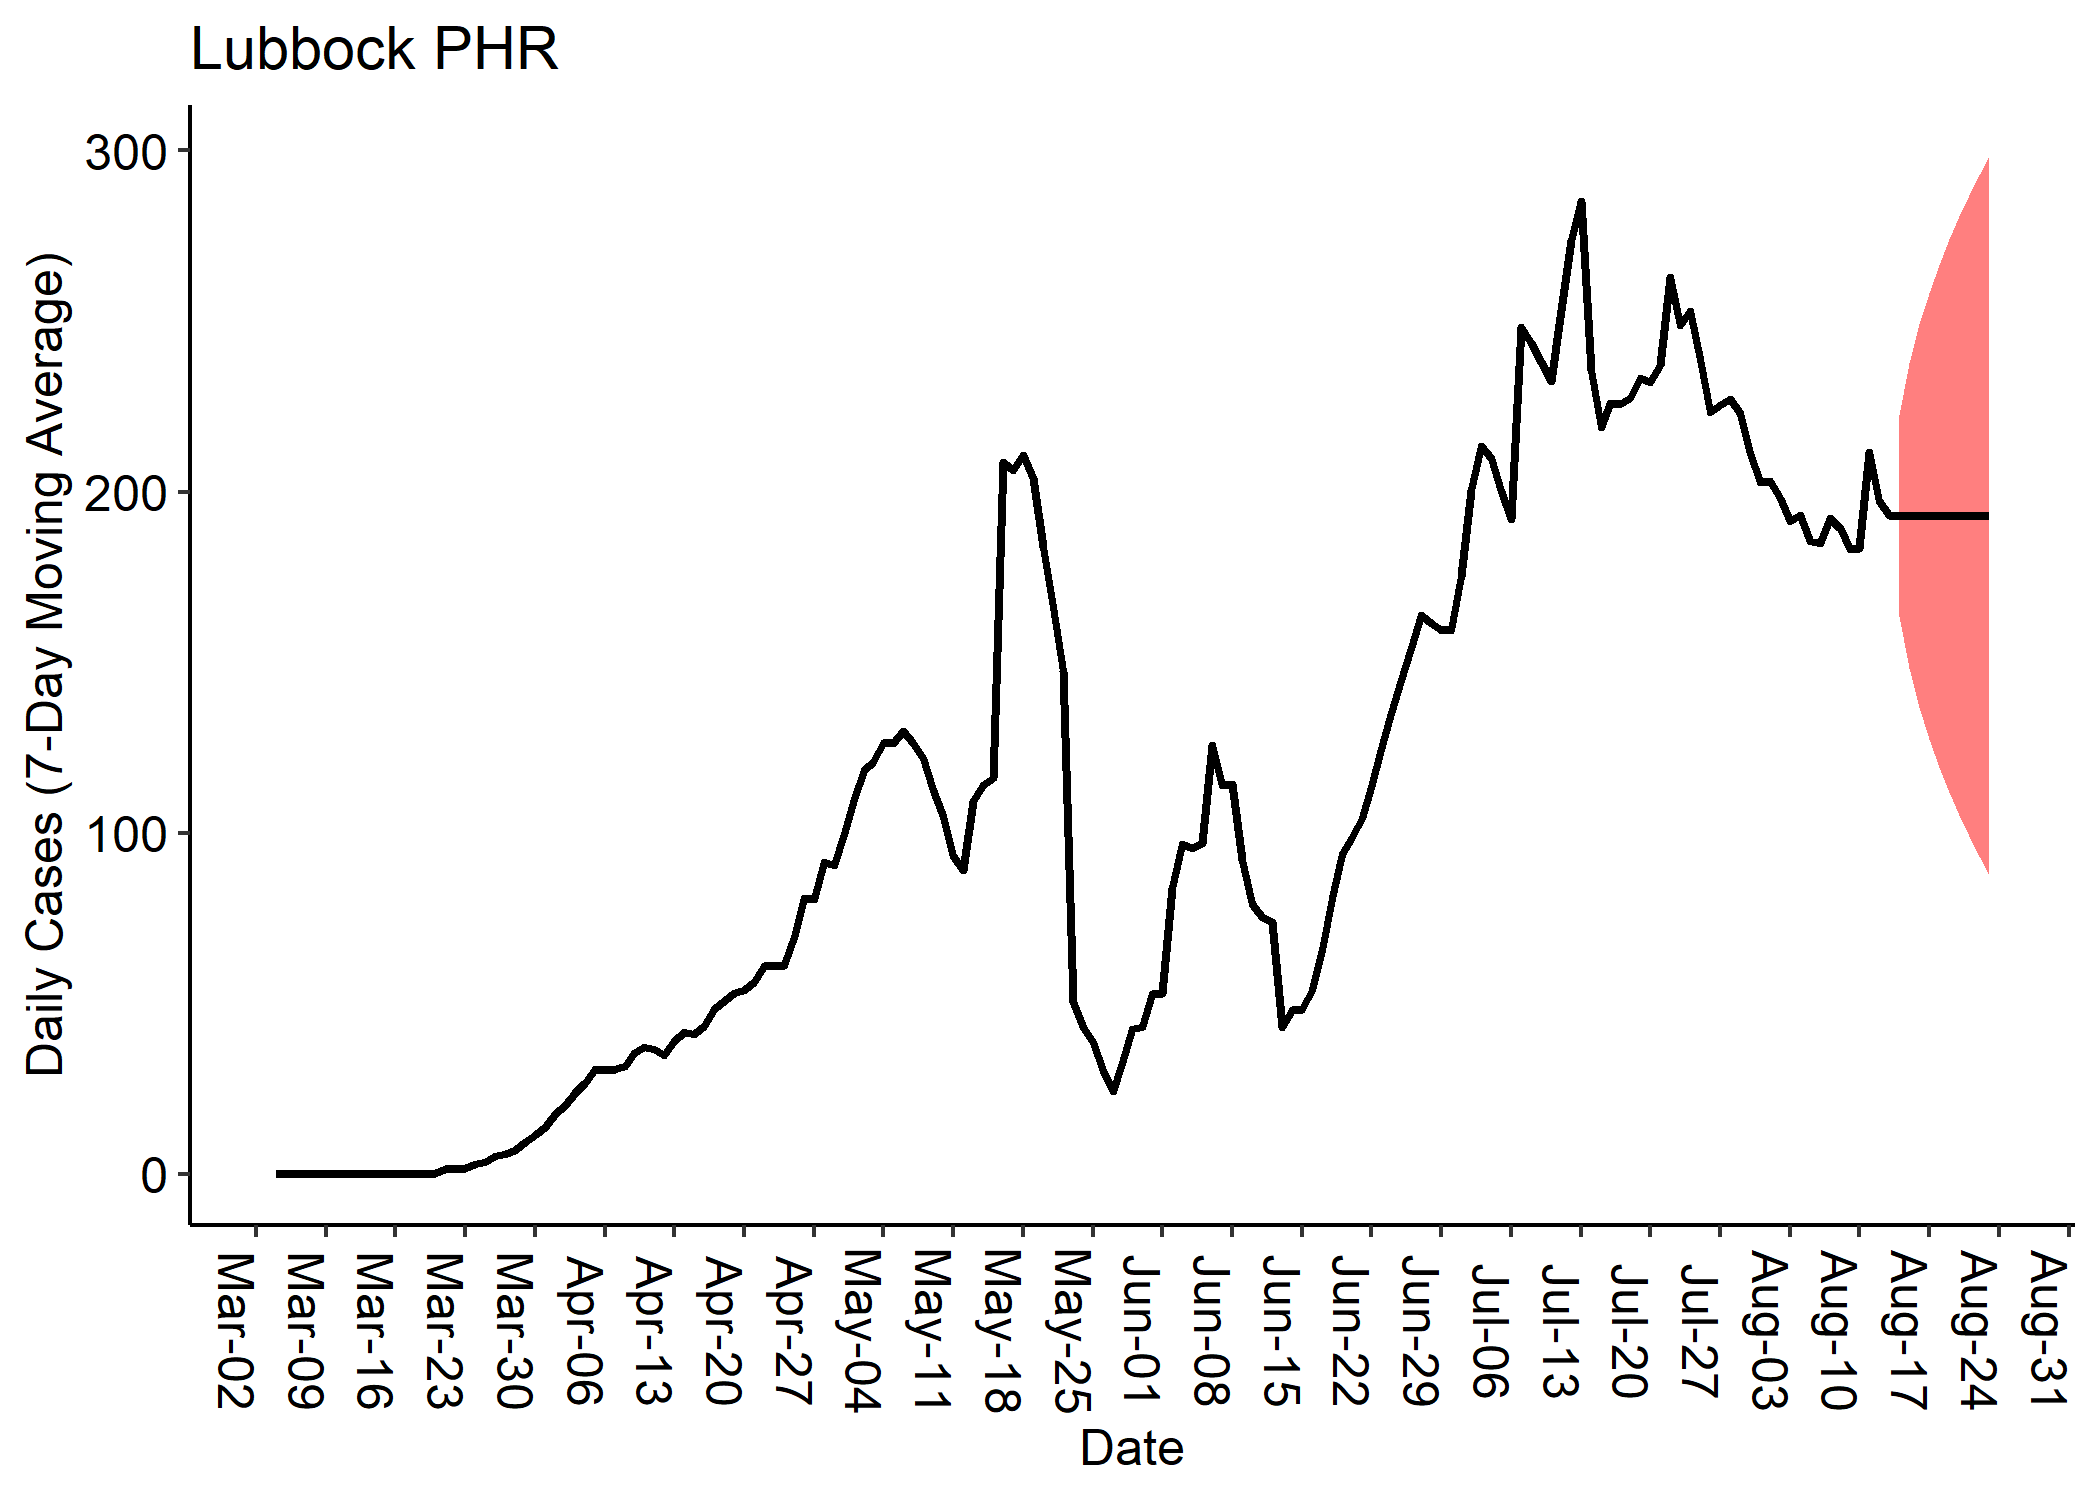 Lubbock PHR
Daily Cases (7-Day Moving Average)
300
200
100
0
Mar-02
Mar-09
Mar-16
Mar-23
Mar-30
Apr-06
Apr-13
Apr-20
Apr-27
May-04
May-11
May-18
May-25
Jun-01
Jun-08
Jun-15
Jun-22
Jun-29
Jul-06
Jul-13
Jul-20
Jul-27
Aug-03
Aug-10
Aug-17
Aug-24
Aug-31
Date